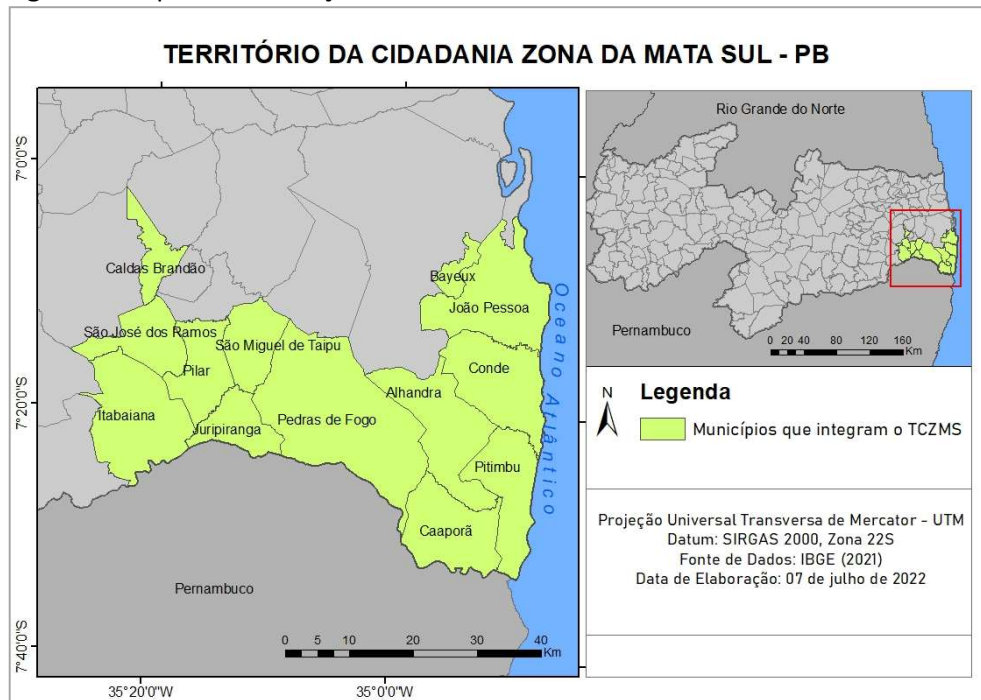 TERRITÓRIO DA CIDADANIA ZONA DA MATA SUL - PB
7°0'0"S
7°20'0"S
7°40'0"S
35°20'0"W
35°0'0"W
Caldas Brandão
São José dos Ramos
São Miguel de Taipu
Pilar
Itabaiana
Juripiranga
Pedras de Fogo
Bayeux
João Pessoa
Conde
Alhandra
Pitimbu
Caaporã
Oceano Atlântico
Pernambuco
0 5 10 20 30 40
Km
Rio Grande do Norte
Pernambuco
0 20 40 80 120 160
Km
N
Legenda
Municípios que integram o TCZMS
Projeção Universal Transversa de Mercator - UTM
Datum: SIRGAS 2000, Zona 22S
Fonte de Dados: IBGE (2021)
Data de Elaboração: 07 de julho de 2022